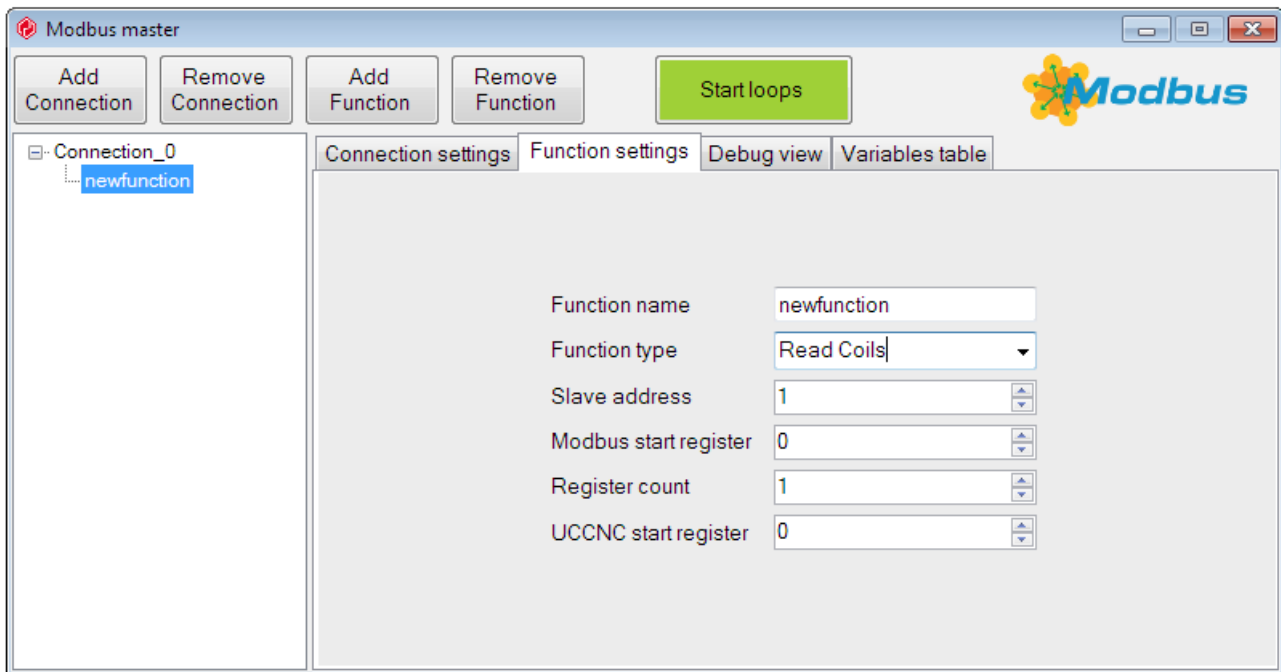 Modbus master
Add Connection
Remove Connection
Add Function
Remove Function
Start loops
Modbus
Connection_0
newfunction
Connection settings
Function settings
Debug view
Variables table
Function name newfunction
Function type Read Coils
Slave address 1
Modbus start register 0
Register count 1
UCCNC start register 0